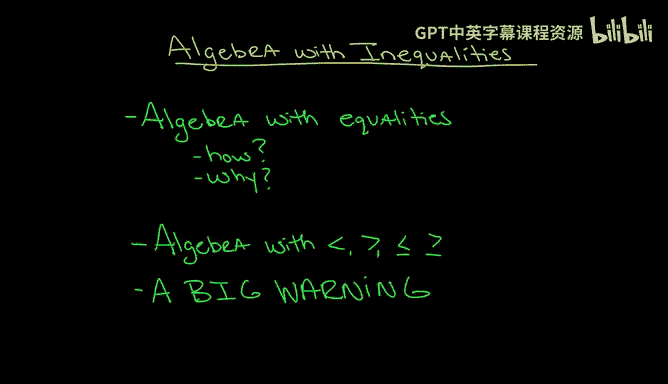 GPT中英字幕课程资源 bilibili
Algebra with Inequalities
- Algebra with equalities
- how?
- why?
- Algebra with <, >, ≤ ≥
- A BIG WARNING